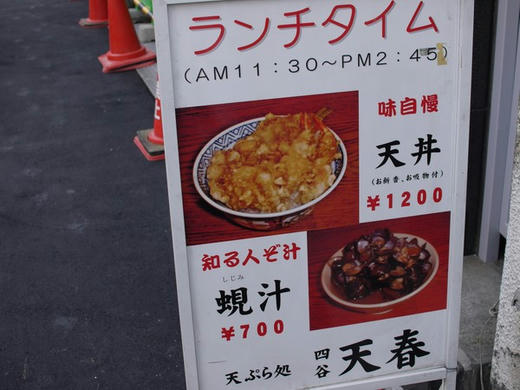 ランチタイム
(AM11:30〜PM2:45)
味自慢
天丼
(お新香、お吸物付)
¥1200
知る人ぞ汁
しじみ
蜆汁
¥700
天ぷら処 四谷 天春